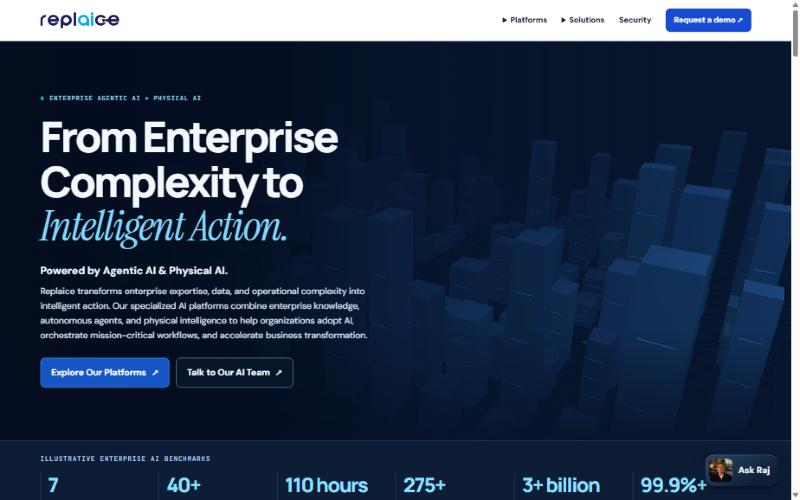 replaice
Platforms
Solutions
Security
Request a demo ↗
ENTERPRISE AGENTIC AI + PHYSICAL AI
From Enterprise
Complexity to
Intelligent Action.
Powered by Agentic AI & Physical AI.
Replaice transforms enterprise expertise, data, and operational complexity into
intelligent action. Our specialized AI platforms combine enterprise knowledge,
autonomous agents, and physical intelligence to help organizations adopt AI,
orchestrate mission-critical workflows, and accelerate business transformation.
Explore Our Platforms ↗
Talk to Our AI Team ↗
ILLUSTRATIVE ENTERPRISE AI BENCHMARKS
7
40+
110 hours
275+
3+ billion
99.9%+
Ask Raj